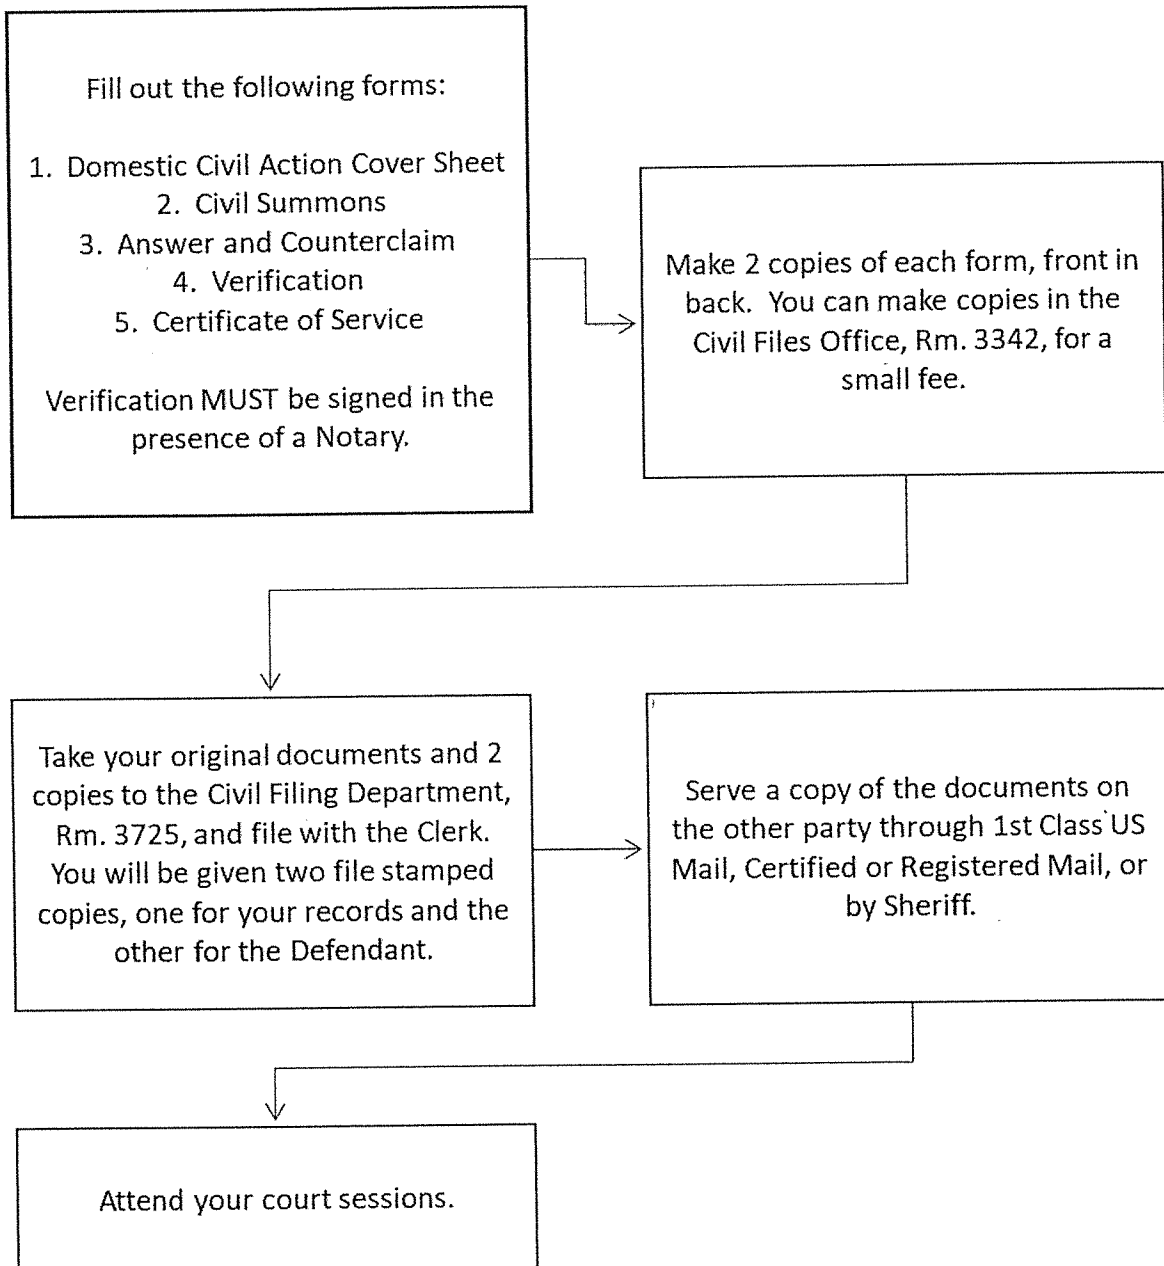 Fill out the following forms:
1. Domestic Civil Action Cover Sheet
2. Civil Summons
3. Answer and Counterclaim
4. Verification
5. Certificate of Service
Verification MUST be signed in the
presence of a Notary.
Make 2 copies of each form, front in
back. You can make copies in the
Civil Files Office, Rm. 3342, for a
small fee.
Take your original documents and 2
copies to the Civil Filing Department,
Rm. 3725, and file with the Clerk.
You will be given two file stamped
copies, one for your records and the
other for the Defendant.
Serve a copy of the documents on
the other party through 1st Class US
Mail, Certified or Registered Mail, or
by Sheriff.
Attend your court sessions.